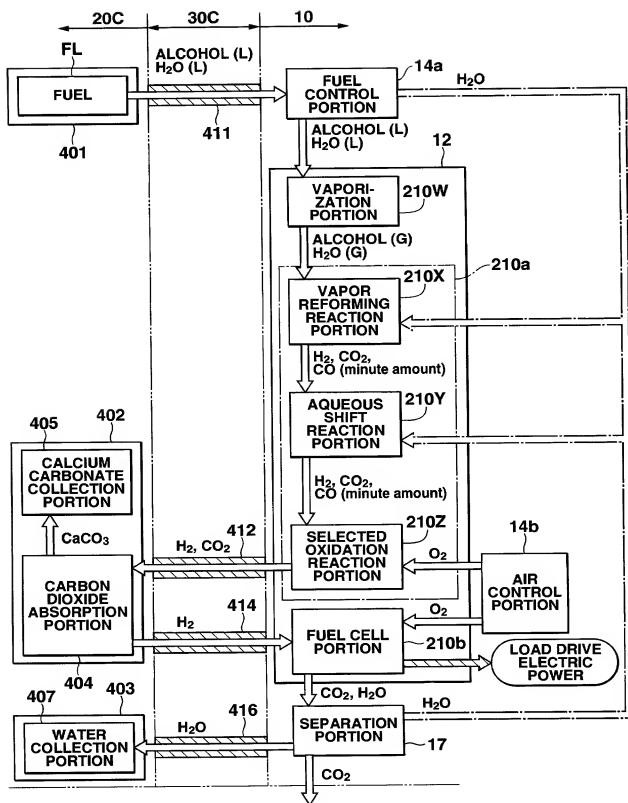 20C
30C
10
FL
FUEL
401
ALCOHOL (L)
H2O (L)
411
14a
FUEL
CONTROL
PORTION
H2O
ALCOHOL (L)
H2O (L)
12
VAPORI-
ZATION
PORTION
210W
ALCOHOL (G)
H2O (G)
210a
210X
VAPOR
REFORMING
REACTION
PORTION
H2, CO2,
CO (minute amount)
210Y
AQUEOUS
SHIFT
REACTION
PORTION
H2, CO2,
CO (minute amount)
405
402
CALCIUM
CARBONATE
COLLECTION
PORTION
CaCO3
CARBON
DIOXIDE
ABSORPTION
PORTION
404
H2, CO2
412
210Z
SELECTED
OXIDATION
REACTION
PORTION
O2
14b
AIR
CONTROL
PORTION
414
H2
O2
FUEL CELL
PORTION
210b
LOAD DRIVE
ELECTRIC
POWER
CO2, H2O
407
403
WATER
COLLECTION
PORTION
416
H2O
SEPARATION
PORTION
H2O
17
CO2